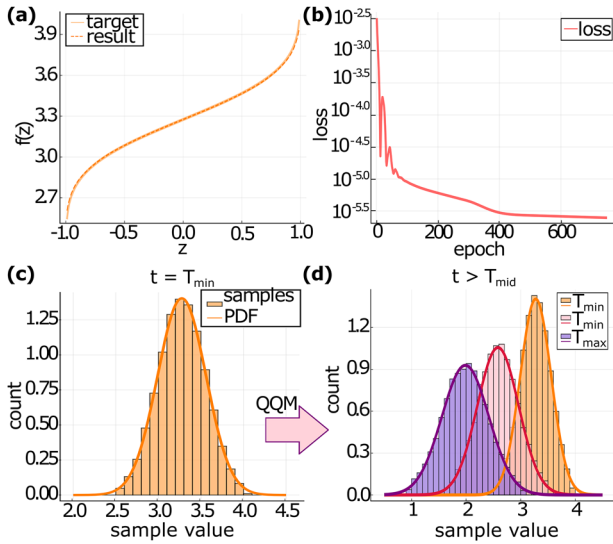 (a)
target
result
f(z)
3.9
3.6
3.3
3.0
2.7
-1.0
-0.5
0.0
0.5
1.0
z
(b)
loss
loss
10^-2.5
10^-3.0
10^-3.5
10^-4.0
10^-4.5
10^-5.0
10^-5.5
0
200
400
600
epoch
(c)
t = T_min
samples
PDF
count
1.25
1.00
0.75
0.50
0.25
0.00
2.0
2.5
3.0
3.5
4.0
4.5
sample value
QQM
(d)
t > T_mid
T_min
T_min
T_max
count
1.2
0.9
0.6
0.3
0.0
1
2
3
4
sample value